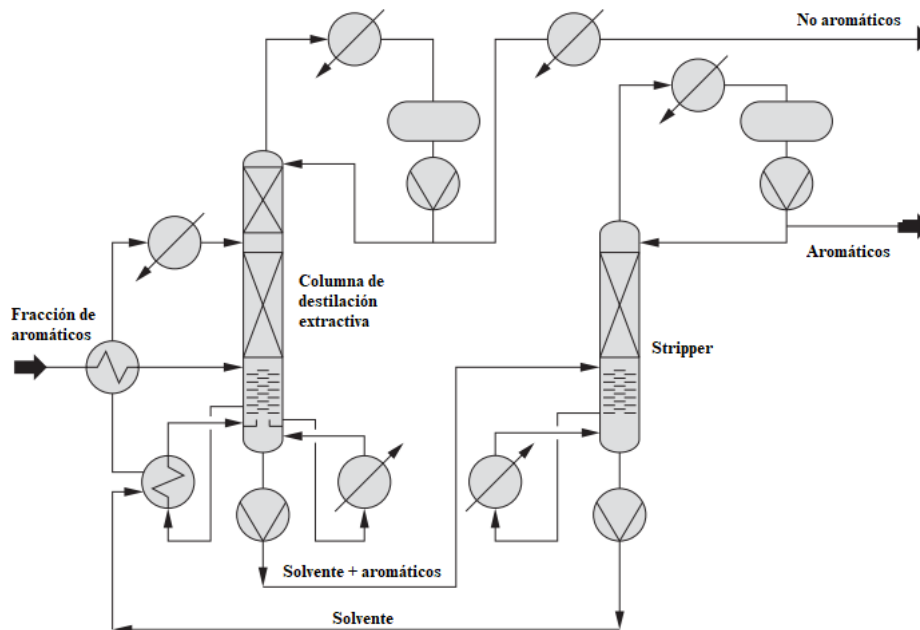 No aromáticos
Aromáticos
Columna de
destilación
extractiva
Fracción de
aromáticos
Stripper
Solvente + aromáticos
Solvente